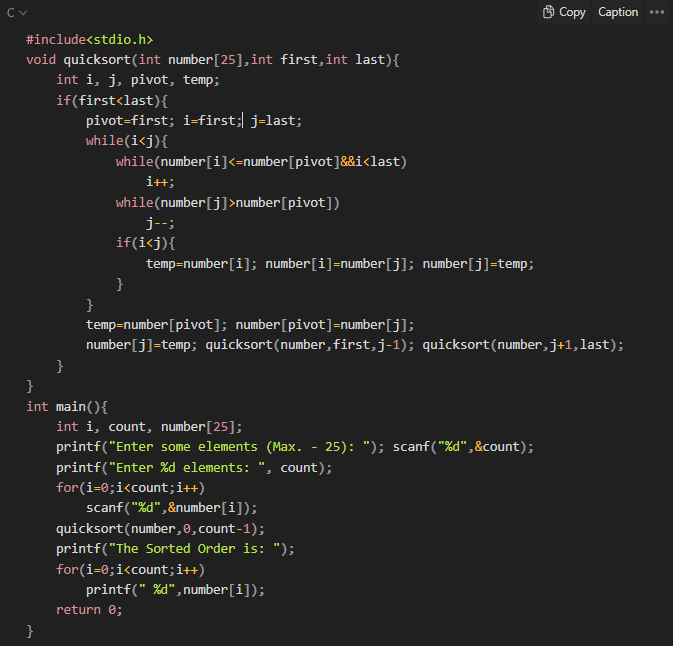 C
Copy Caption
#include<stdio.h>
void quicksort(int number[25],int first,int last){
    int i, j, pivot, temp;
    if(first<last){
        pivot=first; i=first; j=last;
        while(i<j){
            while(number[i]<=number[pivot]&&i<last)
                i++;
            while(number[j]>number[pivot])
                j--;
            if(i<j){
                temp=number[i]; number[i]=number[j]; number[j]=temp;
            }
        }
        temp=number[pivot]; number[pivot]=number[j];
        number[j]=temp; quicksort(number,first,j-1); quicksort(number,j+1,last);
    }
}
int main(){
    int i, count, number[25];
    printf("Enter some elements (Max. - 25): "); scanf("%d",&count);
    printf("Enter %d elements: ", count);
    for(i=0;i<count;i++)
        scanf("%d",&number[i]);
    quicksort(number,0,count-1);
    printf("The Sorted Order is: ");
    for(i=0;i<count;i++)
        printf(" %d",number[i]);
    return 0;
}